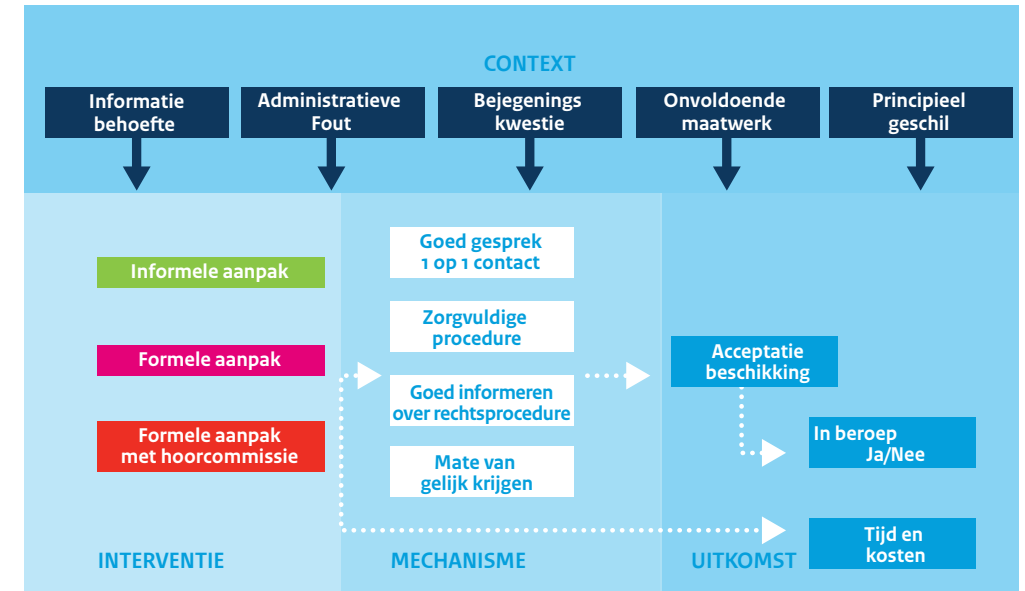 CONTEXT
Informatie
behoefte
Administratieve
Fout
Bejegenings
kwestie
Onvoldoende
maatwerk
Principieel
geschil
Informele aanpak
Formele aanpak
Formele aanpak
met hoorcommissie
INTERVENTIE
Goed gesprek
1 op 1 contact
Zorgvuldige
procedure
Goed informeren
over rechtsprocedure
Mate van
gelijk krijgen
MECHANISME
Acceptatie
beschikking
In beroep
Ja/Nee
Tijd en
kosten
UITKOMST